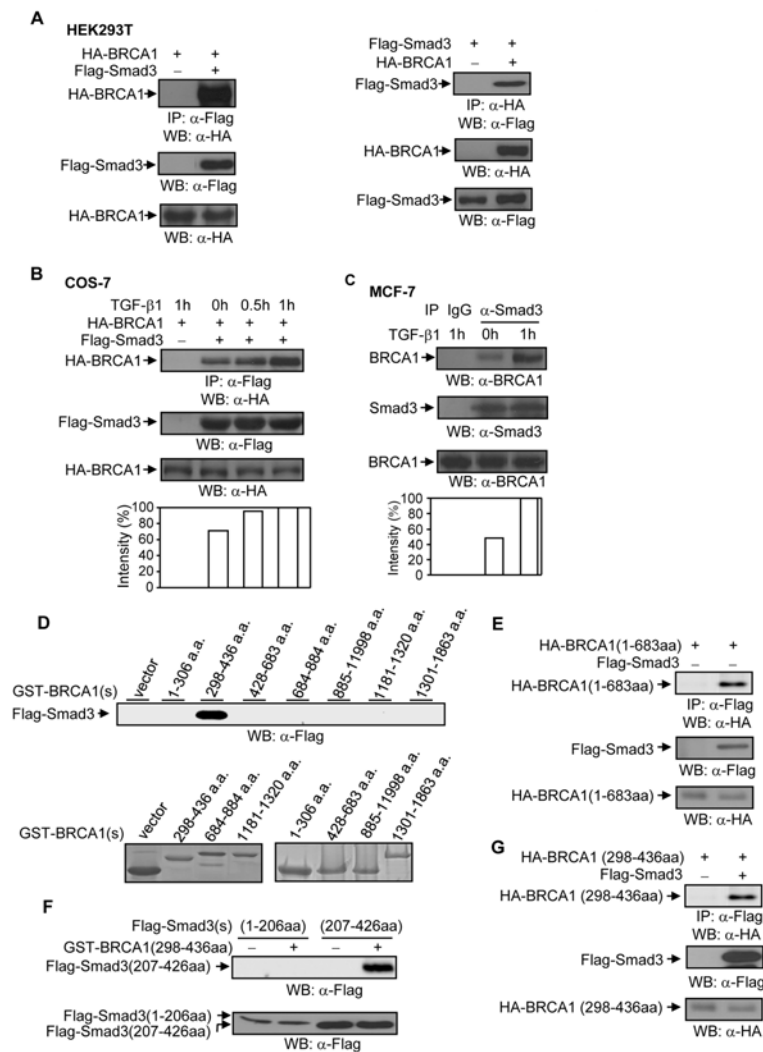 A
HEK293T
HA-BRCA1 + +
Flag-Smad3 – +
HA-BRCA1
IP: α-Flag
WB: α-HA
Flag-Smad3
WB: α-Flag
HA-BRCA1
WB: α-HA
Flag-Smad3 + +
HA-BRCA1 – +
Flag-Smad3
IP: α-HA
WB: α-Flag
HA-BRCA1
WB: α-HA
Flag-Smad3
WB: α-Flag
B
COS-7
TGF-β1 1h 0h 0.5h 1h
HA-BRCA1 + + + +
Flag-Smad3 – + + +
HA-BRCA1
IP: α-Flag
WB: α-HA
Flag-Smad3
WB: α-Flag
HA-BRCA1
WB: α-HA
Intensity (%)
100
80
60
40
20
0
C
MCF-7
IP IgG α-Smad3
TGF-β1 1h 0h 1h
BRCA1
WB: α-BRCA1
Smad3
WB: α-Smad3
BRCA1
WB: α-BRCA1
Intensity (%)
100
80
60
40
20
0
D
vector
1-306 a.a.
298-436 a.a.
428-683 a.a.
684-884 a.a.
885-11998 a.a.
1181-1320 a.a.
1301-1863 a.a.
GST-BRCA1(s)
Flag-Smad3
WB: α-Flag
vector
298-436 a.a.
684-884 a.a.
1181-1320 a.a.
1-306 a.a.
428-683 a.a.
885-11998 a.a.
1301-1863 a.a.
GST-BRCA1(s)
E
HA-BRCA1(1-683aa) + +
Flag-Smad3 – –
HA-BRCA1(1-683aa)
IP: α-Flag
WB: α-HA
Flag-Smad3
WB: α-Flag
HA-BRCA1(1-683aa)
WB: α-HA
F
Flag-Smad3(s) (1-206aa) (207-426aa)
GST-BRCA1(298-436aa) – + – +
Flag-Smad3(207-426aa)
WB: α-Flag
Flag-Smad3(1-206aa)
Flag-Smad3(207-426aa)
WB: α-Flag
G
HA-BRCA1 (298-436aa) + +
Flag-Smad3 – +
HA-BRCA1 (298-436aa)
IP: α-Flag
WB: α-HA
Flag-Smad3
WB: α-Flag
HA-BRCA1 (298-436aa)
WB: α-HA